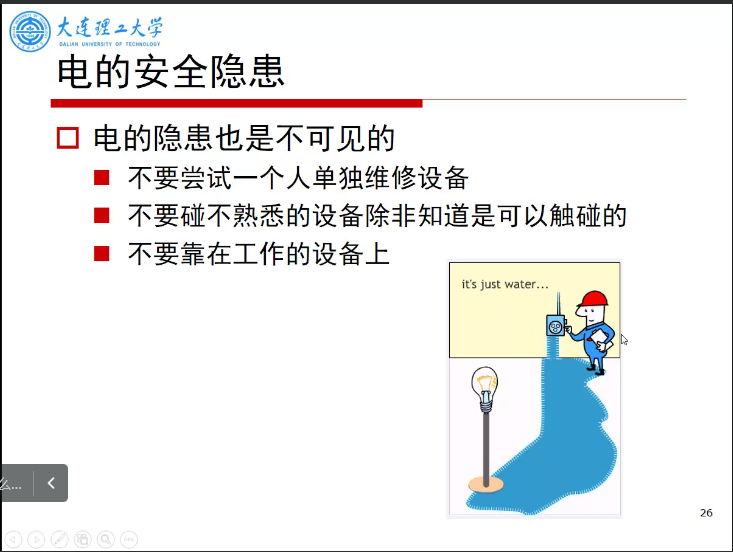 大连理工大学
DALIAN UNIVERSITY OF TECHNOLOGY
电的安全隐患
电的隐患也是不可见的
不要尝试一个人单独维修设备
不要碰不熟悉的设备除非知道是可以触碰的
不要靠在工作的设备上
it's just water...
么...
26